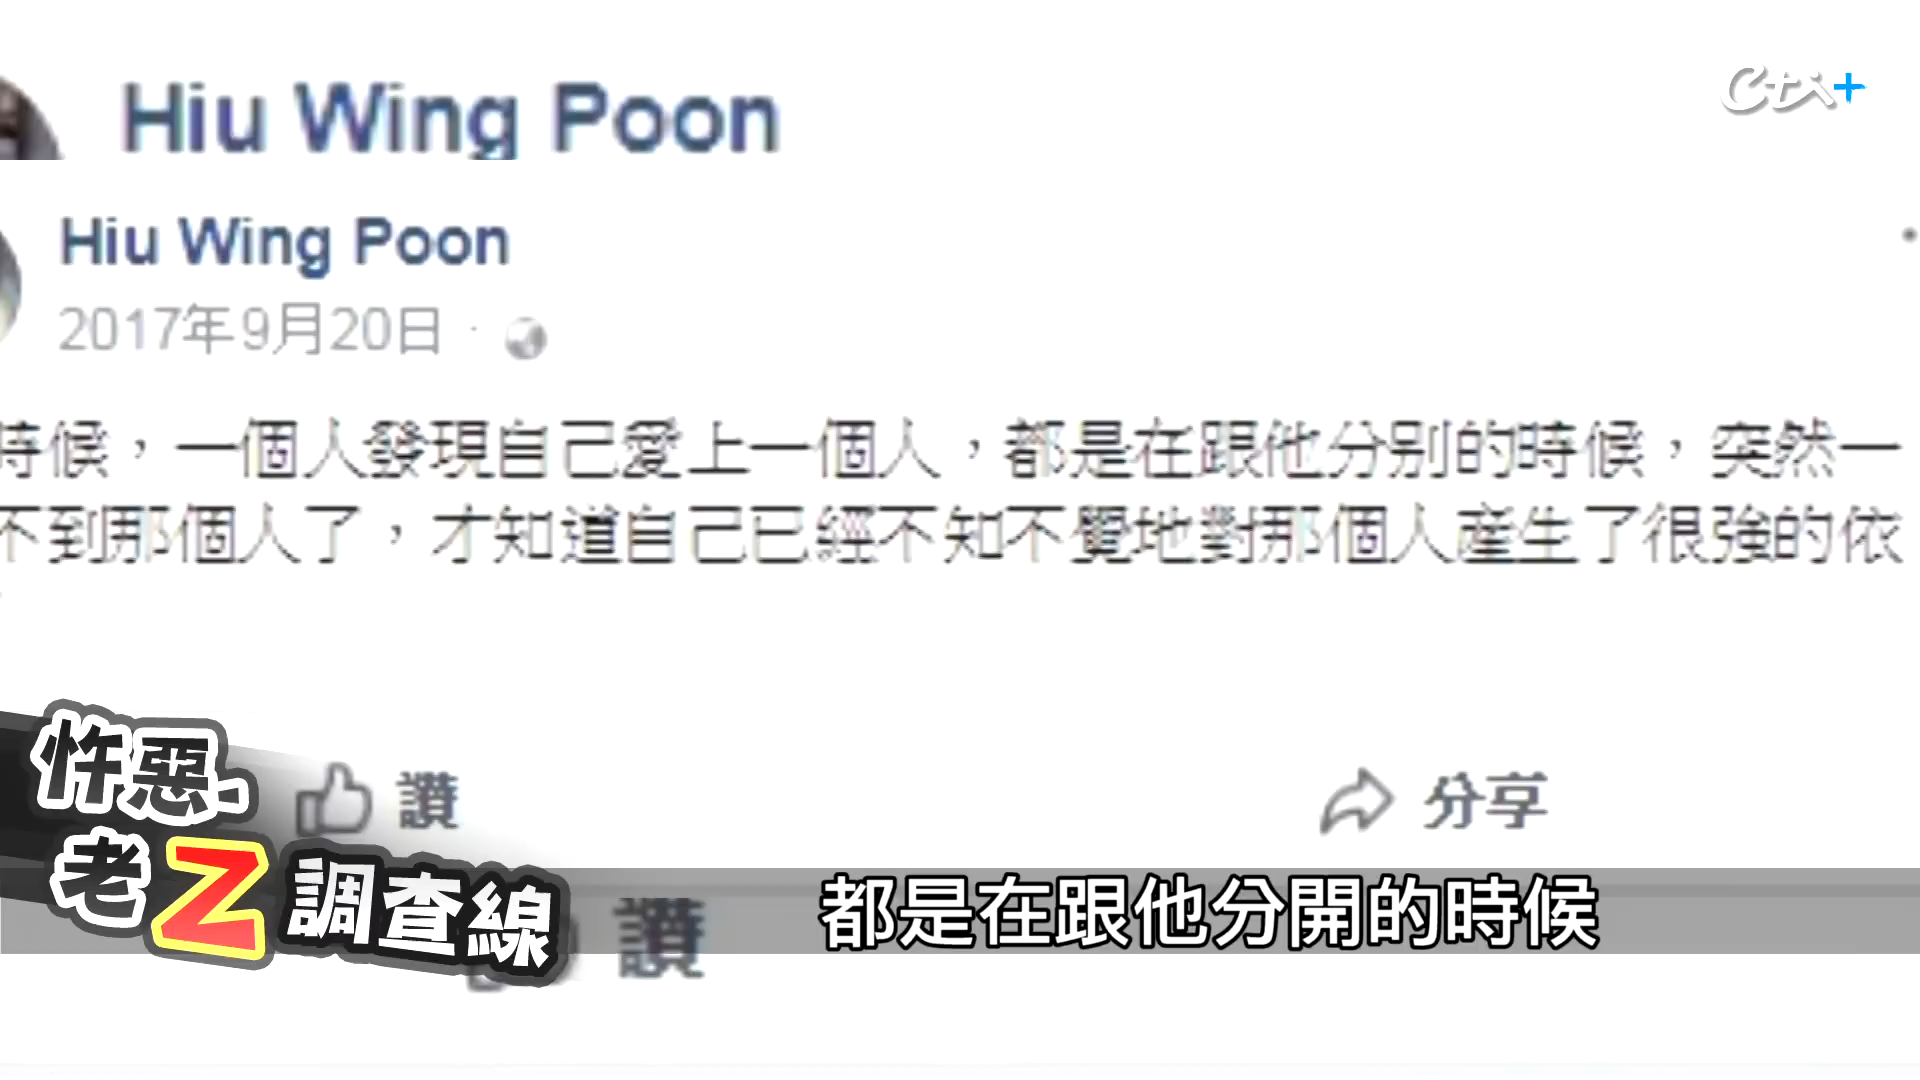 Hiu Wing Poon
cti+
Hiu Wing Poon
2017年9月20日 ·
時候，一個人發現自己愛上一個人，都是在跟他分別的時候，突然一
不到那個人了，才知道自己已經不知不覺地對那個人產生了很強的依
讚
分享
忤惡-
老Z調查線
讚
都是在跟他分開的時候